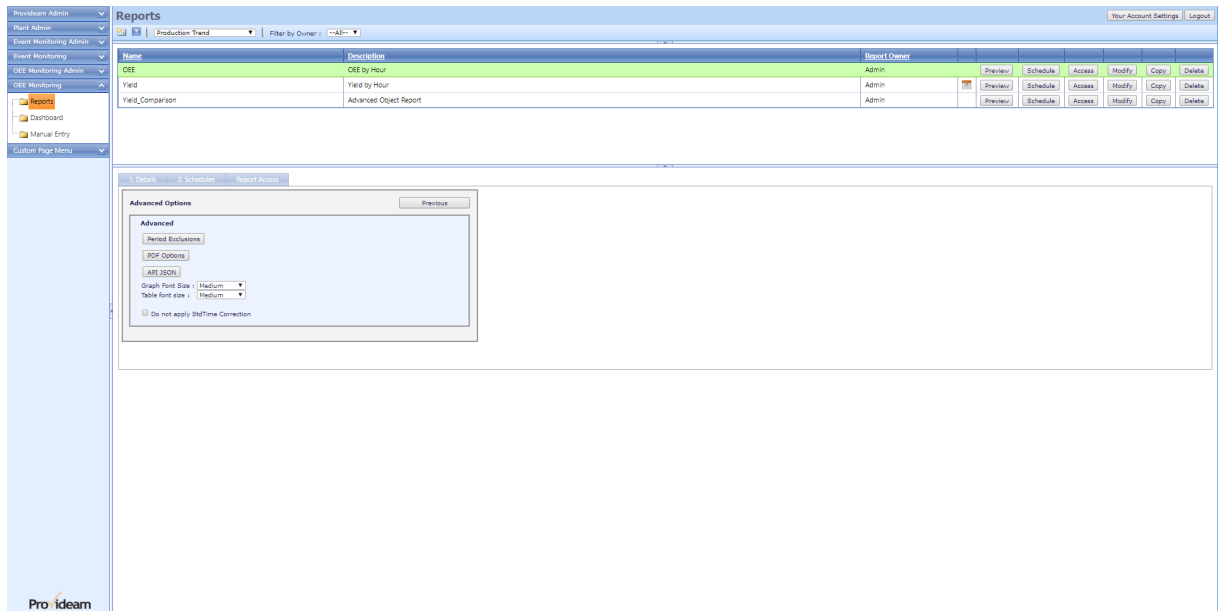 Provideam Admin
Plant Admin
Event Monitoring Admin
Event Monitoring
OEE Monitoring Admin
OEE Monitoring
Reports
Dashboard
Manual Entry
Custom Page Menu
Provideam
Reports
Your Account Settings Logout
Production Trend Filter by Owner : --All--
Name Description Report Owner
OEE OEE by Hour Admin Preview Schedule Access Modify Copy Delete
Yield Yield by Hour Admin Preview Schedule Access Modify Copy Delete
Yield_Comparison Advanced Object Report Admin Preview Schedule Access Modify Copy Delete
1. Details 2. Schedules Report Access
Advanced Options Previous
Advanced
Period Exclusions
PDF Options
API JSON
Graph Font Size : Medium
Table font size : Medium
Do not apply StdTime Correction